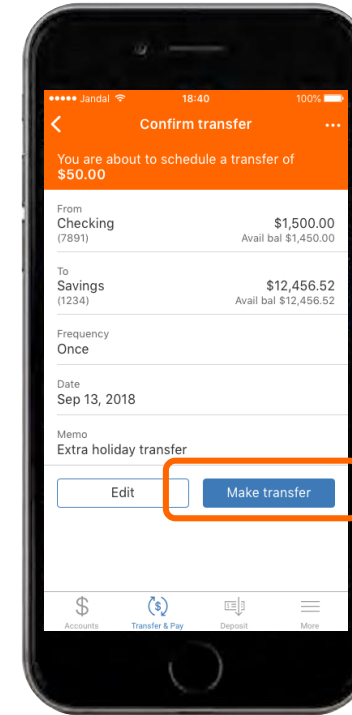 Jandal 18:40 100%
Confirm transfer
You are about to schedule a transfer of
$50.00
From
Checking $1,500.00
(7891) Avail bal $1,450.00
To
Savings $12,456.52
(1234) Avail bal $12,456.52
Frequency
Once
Date
Sep 13, 2018
Memo
Extra holiday transfer
Edit Make transfer
Accounts Transfer & Pay Deposit More